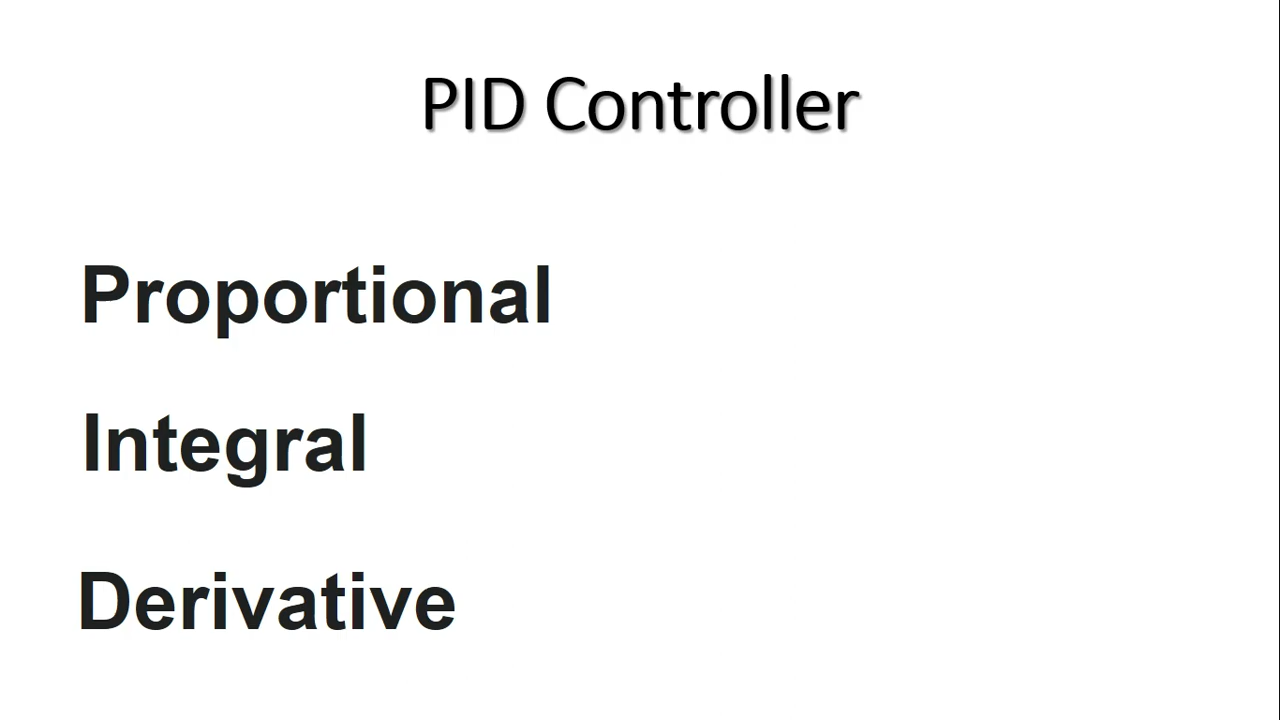 PID Controller
Proportional
Integral
Derivative